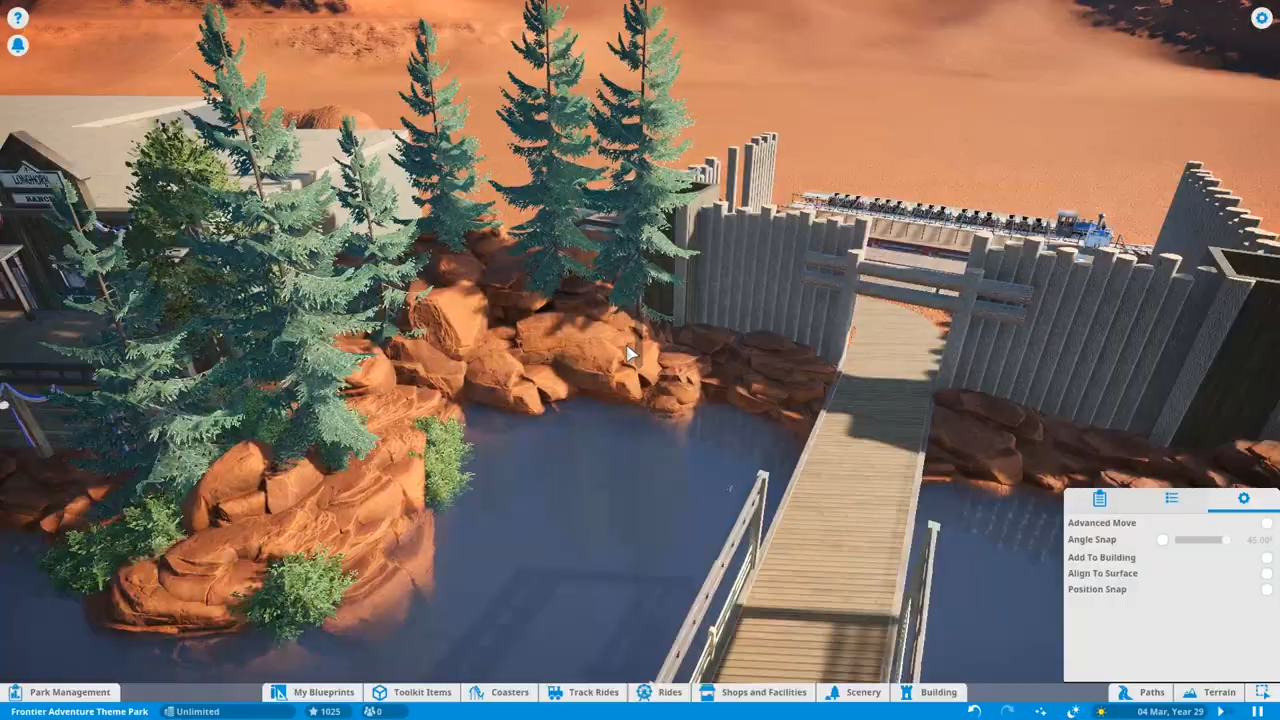 LONGHORN
RANCH
Advanced Move
Angle Snap 45.00°
Add To Building
Align To Surface
Position Snap
Park Management
My Blueprints
Toolkit Items
Coasters
Track Rides
Rides
Shops and Facilities
Scenery
Building
Paths
Terrain
Frontier Adventure Theme Park
Unlimited
1025
0
04 Mar, Year 29